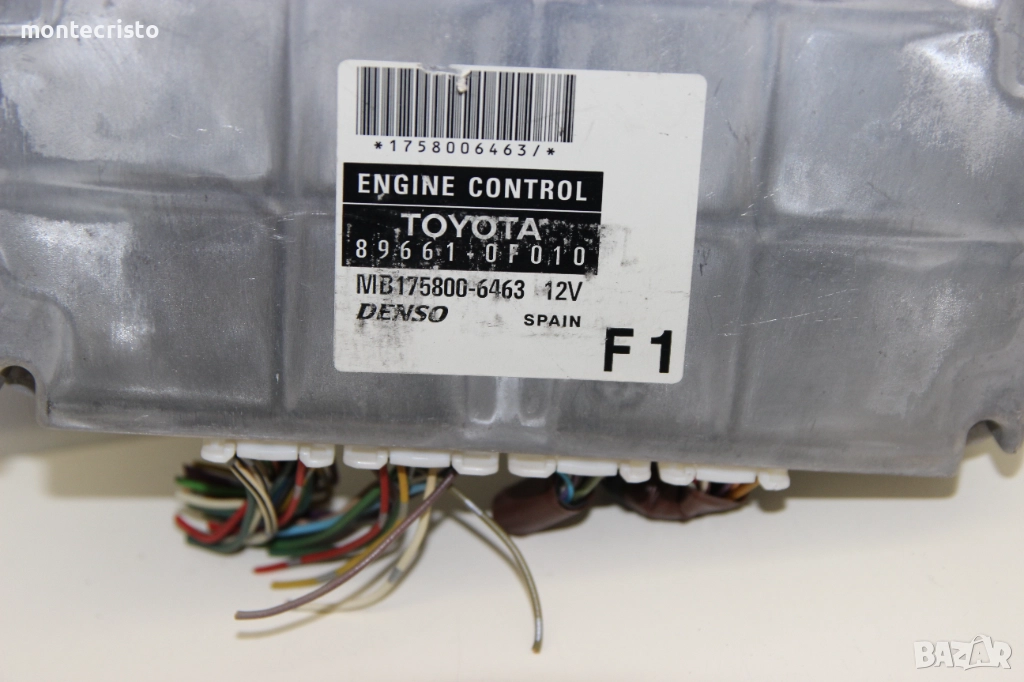 montecristo
*1758006463/*
ENGINE CONTROL
TOYOTA
89661-0F010
MB175800-6463 12V
DENSO SPAIN
F1
BAZAR